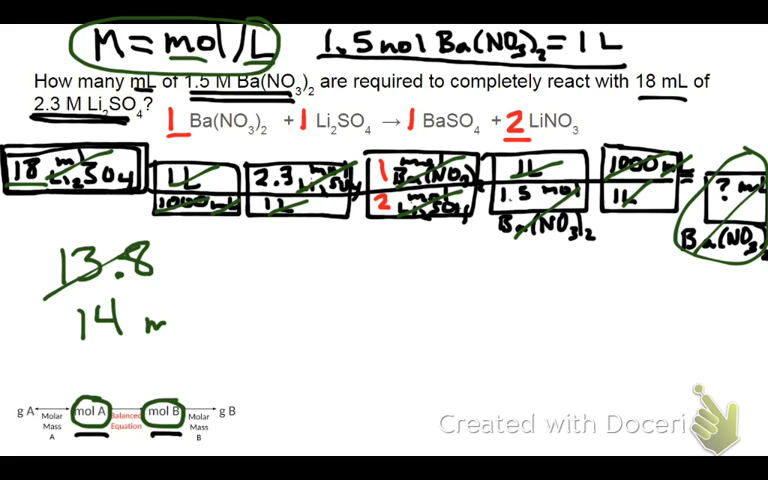 M = mol/L 1.5 mol Ba(NO₃)₂ = 1 L
How many mL of 1.5 M Ba(NO₃)₂ are required to completely react with 18 mL of
2.3 M Li₂SO₄?
1 Ba(NO₃)₂ + 1 Li₂SO₄ → 1 BaSO₄ + 2 LiNO₃
18 mL Li₂SO₄ 1L 2.3 mol Li₂SO₄ 1 mol Ba(NO₃)₂ 1L 1000 mL = ? mL
1000 mL 1L 2 mol Li₂SO₄ 1.5 mol 1L
Ba(NO₃)₂ Ba(NO₃)₂
13.8
14 m
g A mol A Balanced Equation mol B g B
Molar Mass A Molar Mass B
Created with Doceri